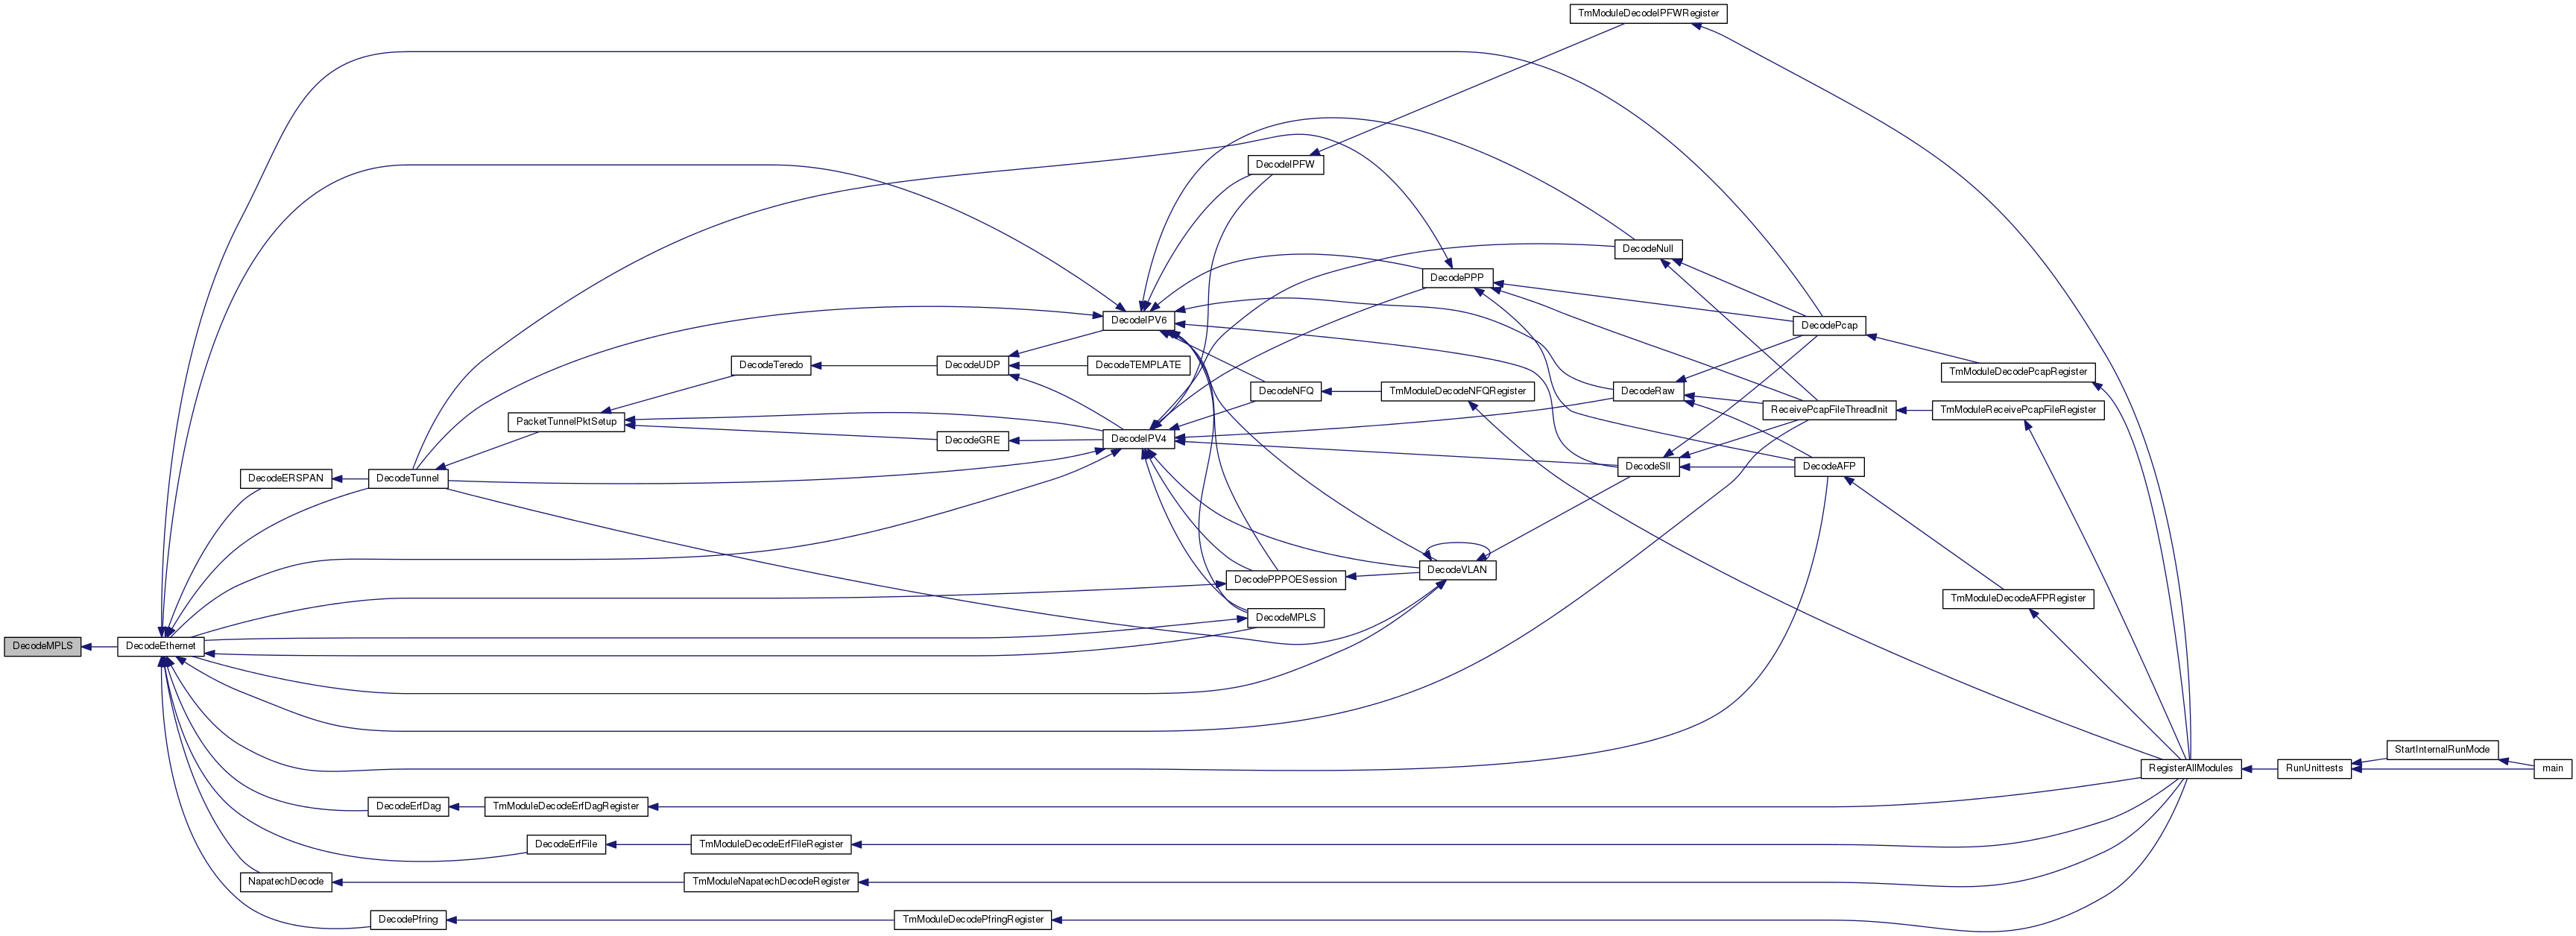 TmModuleDecodeIPFWRegister
DecodeIPFW
DecodeNull
DecodePPP
DecodeIPV6
DecodePcap
DecodeTeredo
DecodeUDP
DecodeTEMPLATE
TmModuleDecodePcapRegister
DecodeNFQ
TmModuleDecodeNFQRegister
DecodeRaw
ReceivePcapFileThreadInit
TmModuleReceivePcapFileRegister
PacketTunnelPktSetup
DecodeGRE
DecodeIPV4
DecodeSll
DecodeAFP
DecodeERSPAN
DecodeTunnel
DecodePPPOESession
DecodeVLAN
TmModuleDecodeAFPRegister
DecodeMPLS
DecodeMPLS
DecodeEthernet
StartInternalRunMode
RegisterAllModules
RunUnittests
main
DecodeErfDag
TmModuleDecodeErfDagRegister
DecodeErfFile
TmModuleDecodeErfFileRegister
NapatechDecode
TmModuleNapatechDecodeRegister
DecodePfring
TmModuleDecodePfringRegister